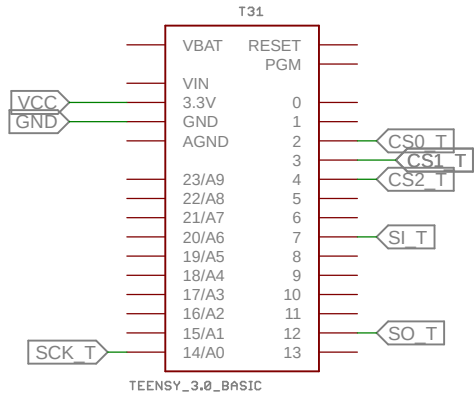 T31
VBAT RESET
PGM
VIN
VCC 3.3V 0
GND GND 1
AGND 2 CS0_T
3 CS1_T
23/A9 4 CS2_T
22/A8 5
21/A7 6
20/A6 7 SI_T
19/A5 8
18/A4 9
17/A3 10
16/A2 11
15/A1 12 SO_T
SCK_T 14/A0 13
TEENSY_3.0_BASIC